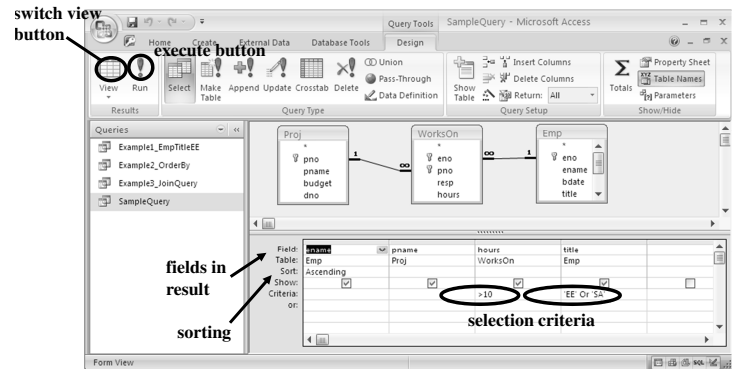 switch view
button
Query Tools
SampleQuery - Microsoft Access
Home
Create
External Data
Database Tools
Design
execute button
View
Run
Select
Make
Table
Append
Update
Crosstab
Delete
Union
Pass-Through
Data Definition
Show
Table
Insert Columns
Delete Columns
Return: All
Totals
Property Sheet
Table Names
Parameters
Results
Query Type
Query Setup
Show/Hide
Queries
Example1_EmpTitleEE
Example2_OrderBy
Example3_JoinQuery
SampleQuery
Proj
*
pno
pname
budget
dno
1
∞
WorksOn
*
eno
pno
resp
hours
∞
1
Emp
*
eno
ename
bdate
title
Field: ename pname hours title
Table: Emp Proj WorksOn Emp
Sort: Ascending
Show:
Criteria: >10 'EE' Or 'SA'
or:
fields in
result
sorting
selection criteria
Form View
SQL